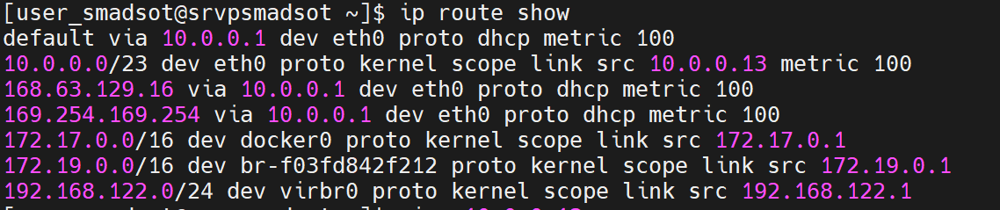 [user_smadsot@srvpsmadsot ~]$ ip route show
default via 10.0.0.1 dev eth0 proto dhcp metric 100
10.0.0.0/23 dev eth0 proto kernel scope link src 10.0.0.13 metric 100
168.63.129.16 via 10.0.0.1 dev eth0 proto dhcp metric 100
169.254.169.254 via 10.0.0.1 dev eth0 proto dhcp metric 100
172.17.0.0/16 dev docker0 proto kernel scope link src 172.17.0.1
172.19.0.0/16 dev br-f03fd842f212 proto kernel scope link src 172.19.0.1
192.168.122.0/24 dev virbr0 proto kernel scope link src 192.168.122.1